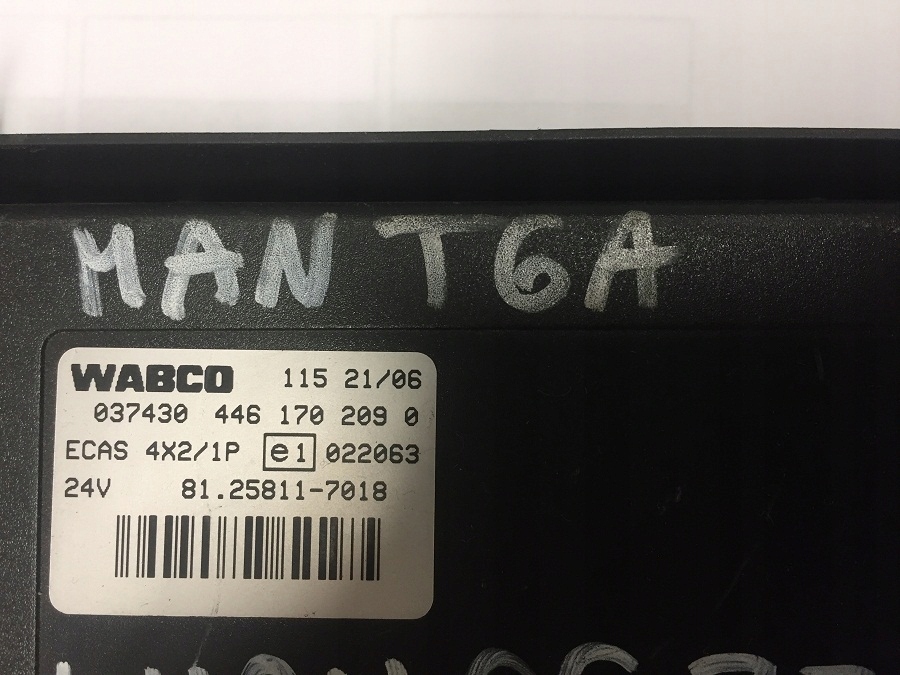 MAN TGA
WABCO 115 21/06
037430 446 170 209 0
ECAS 4X2/1P e1 022063
24V 81.25811-7018